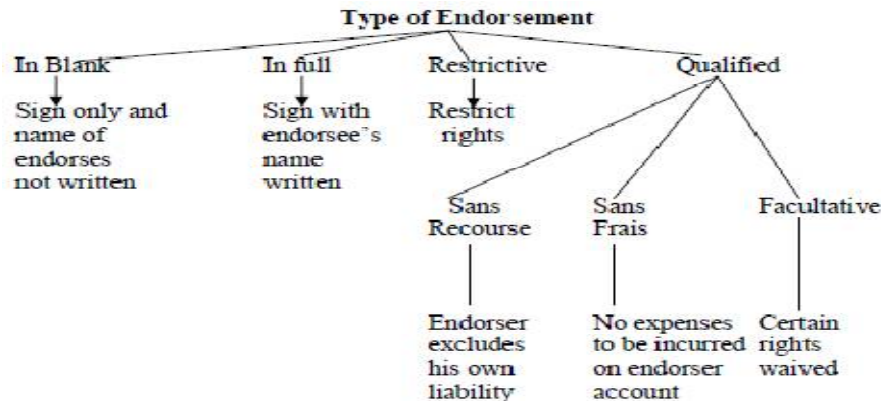 Type of Endorsement
In Blank
In full
Restrictive
Qualified
Sign only and
name of
endorses
not written
Sign with
endorsee's
name
written
Restrict
rights
Sans
Recourse
Sans
Frais
Facultative
Endorser
excludes
his own
liability
No expenses
to be incurred
on endorser
account
Certain
rights
waived